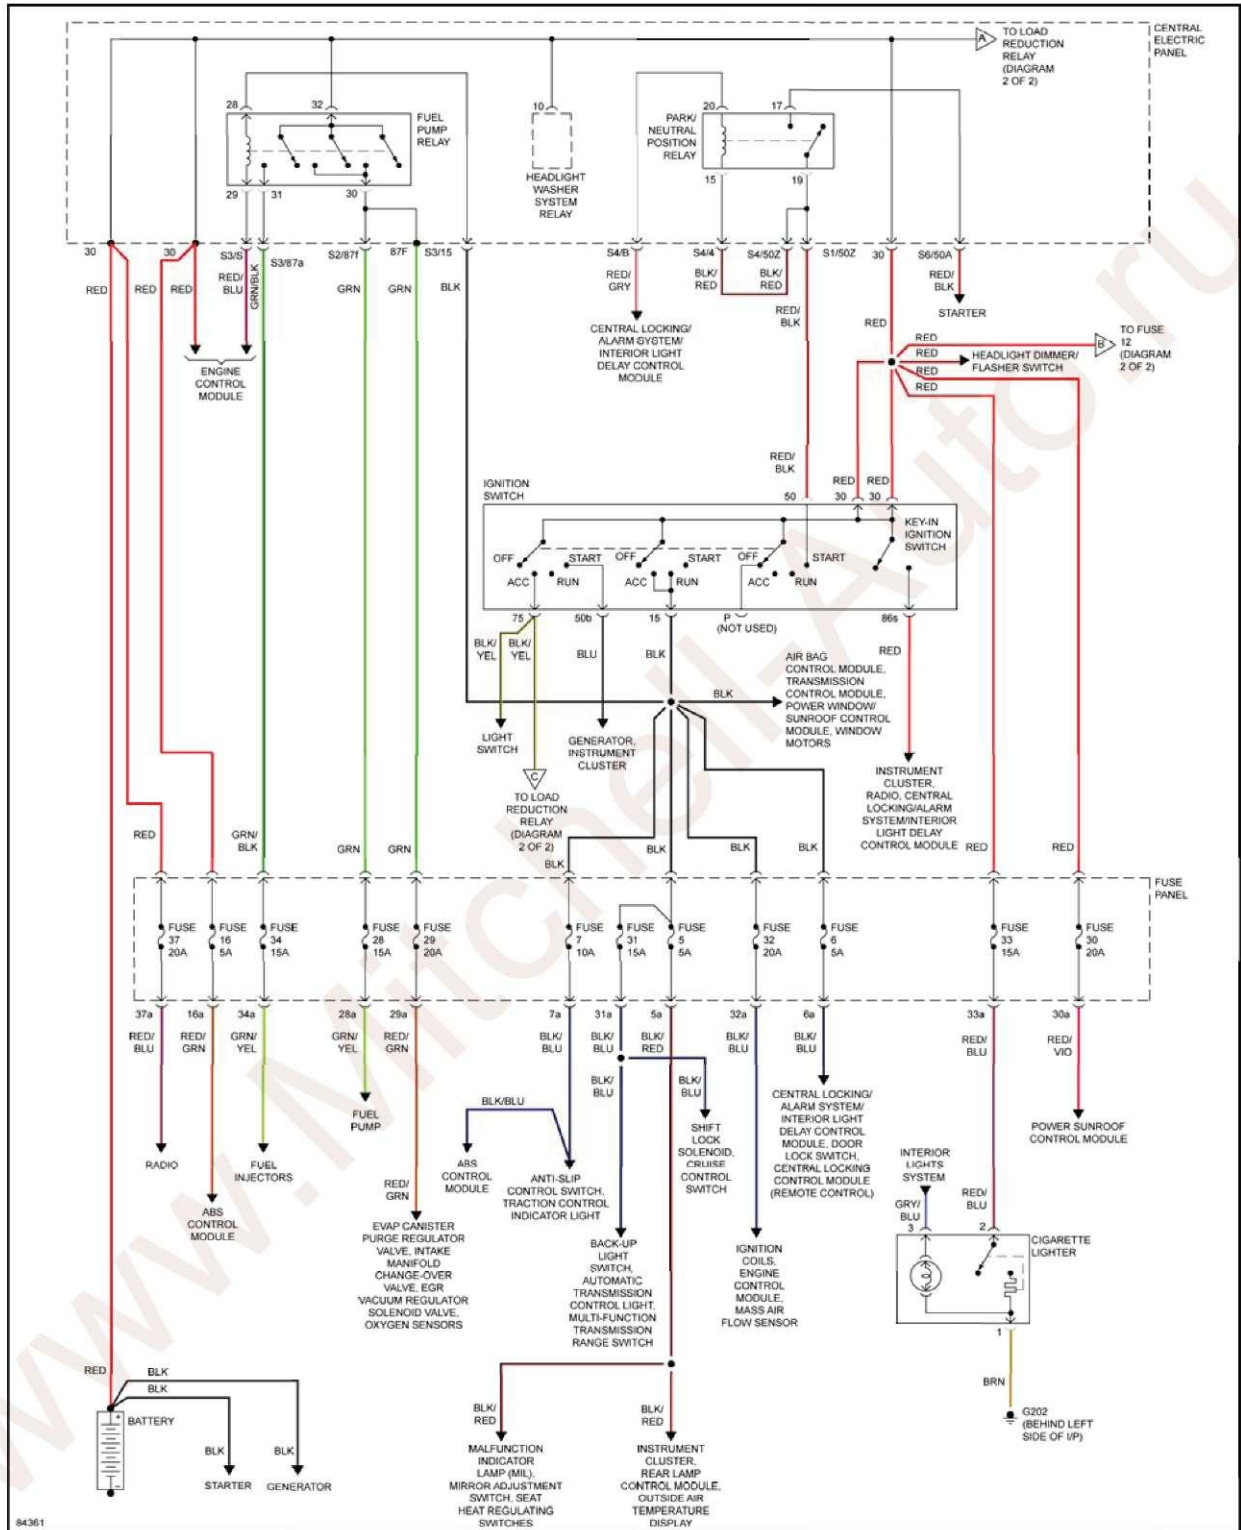 TO LOAD
REDUCTION
RELAY
(DIAGRAM
2 OF 2)
A
CENTRAL
ELECTRIC
PANEL
28
32
FUEL
PUMP
RELAY
10
HEADLIGHT
WASHER
SYSTEM
RELAY
20
17
PARK/
NEUTRAL
POSITION
RELAY
29
31
30
15
19
30
30
S3/S
S3/87a
S2/87f
87F
S3/15
S4/B
S4/4
S4/50Z
S1/50Z
30
S6/50A
RED
RED
RED
RED/
BLU
GRN/BLK
GRN
GRN
BLK
RED/
GRY
BLK/
RED
BLK/
RED
RED/
BLK
RED
RED/
BLK
STARTER
ENGINE
CONTROL
MODULE
CENTRAL LOCKING/
ALARM SYSTEM/
INTERIOR LIGHT
DELAY CONTROL
MODULE
RED
RED
RED
RED
B
TO FUSE
12
(DIAGRAM
2 OF 2)
HEADLIGHT DIMMER/
FLASHER SWITCH
RED/
BLK
RED
RED
50
30
30
IGNITION
SWITCH
KEY-IN
IGNITION
SWITCH
OFF
START
ACC
RUN
OFF
START
ACC
RUN
OFF
START
ACC
RUN
75
50b
15
P
(NOT USED)
86s
BLK/
YEL
BLK/
YEL
BLU
BLK
RED
BLK
AIR BAG
CONTROL MODULE,
TRANSMISSION
CONTROL MODULE,
POWER WINDOW/
SUNROOF CONTROL
MODULE, WINDOW
MOTORS
LIGHT
SWITCH
GENERATOR,
INSTRUMENT
CLUSTER
C
TO LOAD
REDUCTION
RELAY
(DIAGRAM
2 OF 2)
INSTRUMENT
CLUSTER,
RADIO, CENTRAL
LOCKING/ALARM
SYSTEM/INTERIOR
LIGHT DELAY
CONTROL MODULE
RED
GRN/
BLK
GRN
GRN
BLK
BLK
BLK
BLK
RED
RED
FUSE
PANEL
FUSE
37
20A
FUSE
16
5A
FUSE
34
15A
FUSE
28
15A
FUSE
29
20A
FUSE
7
10A
FUSE
31
15A
FUSE
5
5A
FUSE
32
20A
FUSE
6
5A
FUSE
33
15A
FUSE
30
20A
37a
16a
34a
28a
29a
7a
31a
5a
32a
6a
33a
30a
RED/
BLU
RED/
GRN
GRN/
YEL
GRN/
YEL
RED/
GRN
BLK/
BLU
BLK/
BLU
BLK/
RED
BLK/
BLU
BLK/
BLU
RED/
BLU
RED/
VIO
BLK/
BLU
BLK/
BLU
BLK/BLU
RADIO
ABS
CONTROL
MODULE
FUEL
INJECTORS
FUEL
PUMP
RED/
GRN
EVAP CANISTER
PURGE REGULATOR
VALVE, INTAKE
MANIFOLD
CHANGE-OVER
VALVE, EGR
VACUUM REGULATOR
SOLENOID VALVE,
OXYGEN SENSORS
ABS
CONTROL
MODULE
ANTI-SLIP
CONTROL SWITCH,
TRACTION CONTROL
INDICATOR LIGHT
BACK-UP
LIGHT
SWITCH,
AUTOMATIC
TRANSMISSION
CONTROL LIGHT,
MULTI-FUNCTION
TRANSMISSION
RANGE SWITCH
SHIFT
LOCK
SOLENOID,
CRUISE
CONTROL
SWITCH
IGNITION
COILS,
ENGINE
CONTROL
MODULE,
MASS AIR
FLOW SENSOR
CENTRAL LOCKING/
ALARM SYSTEM/
INTERIOR LIGHT
DELAY CONTROL
MODULE, DOOR
LOCK SWITCH,
CENTRAL LOCKING
CONTROL MODULE
(REMOTE CONTROL)
POWER SUNROOF
CONTROL MODULE
INTERIOR
LIGHTS
SYSTEM
GRY/
BLU
RED/
BLU
3
2
CIGARETTE
LIGHTER
1
BRN
G202
(BEHIND LEFT
SIDE OF I/P)
RED
BLK
BLK
BATTERY
+
-
BLK
BLK
STARTER
GENERATOR
BLK/
RED
BLK/
RED
MALFUNCTION
INDICATOR
LAMP (MIL),
MIRROR ADJUSTMENT
SWITCH, SEAT
HEAT REGULATING
SWITCHES
INSTRUMENT
CLUSTER,
REAR LAMP
CONTROL MODULE,
OUTSIDE AIR
TEMPERATURE
DISPLAY
84361
www.Mitchell-Auto.ru